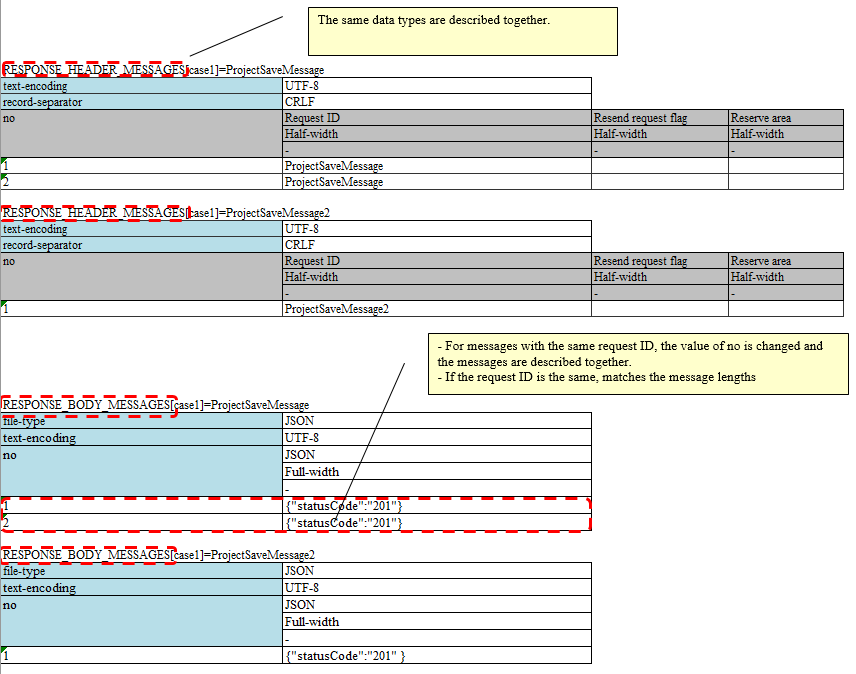 The same data types are described together.
RESPONSE_HEADER_MESSAGES[case1]=ProjectSaveMessage
text-encoding UTF-8
record-separator CRLF
no Request ID Resend request flag Reserve area
Half-width Half-width Half-width
- - -
1 ProjectSaveMessage
2 ProjectSaveMessage
RESPONSE_HEADER_MESSAGES[case1]=ProjectSaveMessage2
text-encoding UTF-8
record-separator CRLF
no Request ID Resend request flag Reserve area
Half-width Half-width Half-width
- - -
1 ProjectSaveMessage2
- For messages with the same request ID, the value of no is changed and
the messages are described together.
- If the request ID is the same, matches the message lengths
RESPONSE_BODY_MESSAGES[case1]=ProjectSaveMessage
file-type JSON
text-encoding UTF-8
no JSON
Full-width
-
1 {"statusCode":"201"}
2 {"statusCode":"201"}
RESPONSE_BODY_MESSAGES[case1]=ProjectSaveMessage2
file-type JSON
text-encoding UTF-8
no JSON
Full-width
-
1 {"statusCode":"201" }